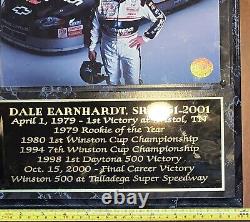 DALE EARNHARDT, SR. 1951-2001
April 1, 1979 - 1st Victory at Bristol, TN
1979 Rookie of the Year
1980 1st Winston Cup Championship
1994 7th Winston Cup Championship
1998 1st Daytona 500 Victory
Oct. 15, 2000 - Final Career Victory
Winston 500 at Talladega Super Speedway